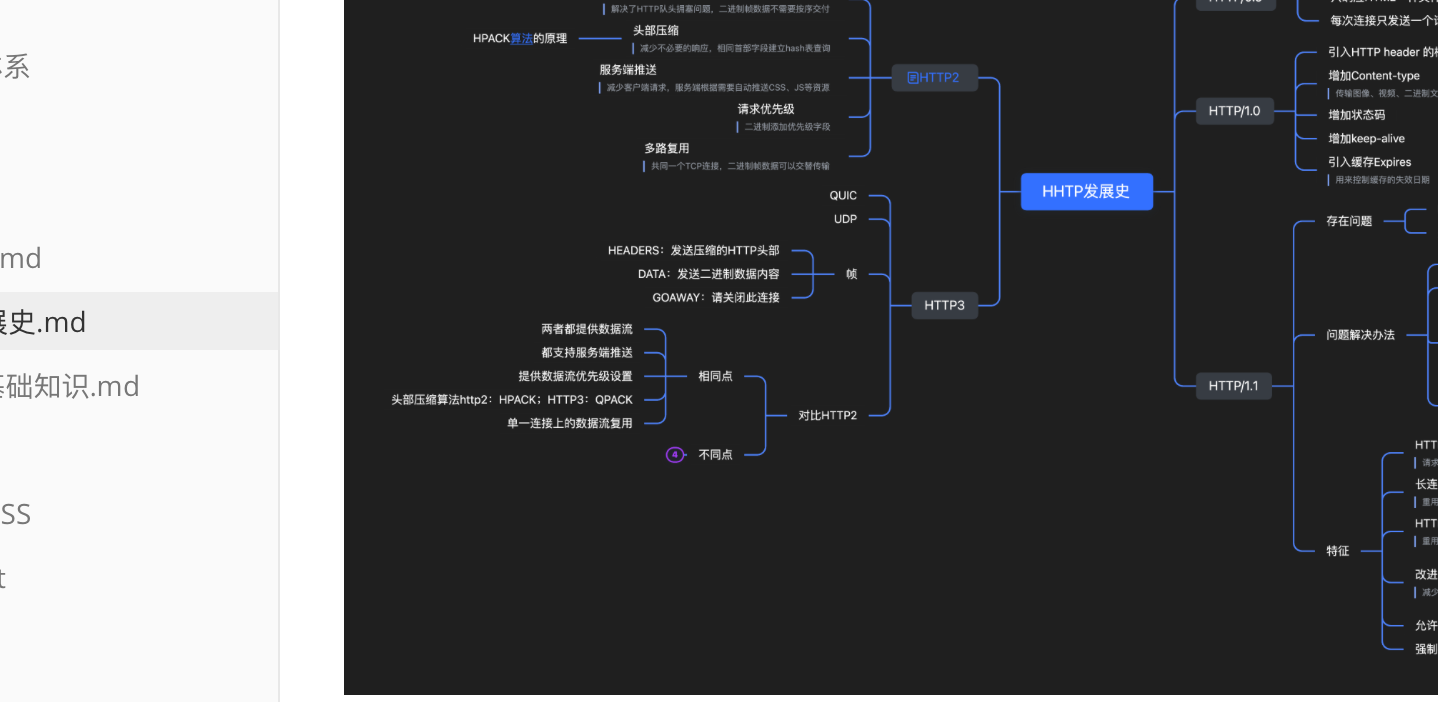 体系
.md
展史.md
基础知识.md
SS
t
解决了HTTP队头拥塞问题，二进制帧数据不需要按序交付
HPACK算法的原理
头部压缩
减少不必要的响应，相同首部字段建立hash表查询
服务端推送
减少客户端请求，服务端根据需要自动推送CSS、JS等资源
请求优先级
二进制添加优先级字段
多路复用
共同一个TCP连接，二进制帧数据可以交替传输
HTTP2
QUIC
UDP
HEADERS：发送压缩的HTTP头部
DATA：发送二进制数据内容
GOAWAY：请关闭此连接
帧
HTTP3
两者都提供数据流
都支持服务端推送
提供数据流优先级设置
头部压缩算法http2：HPACK；HTTP3：QPACK
单一连接上的数据流复用
相同点
对比HTTP2
4
不同点
HHTP发展史
每次连接只发送一个
HTTP/1.0
引入HTTP header 的
增加Content-type
传输图像、视频、二进制文
增加状态码
增加keep-alive
引入缓存Expires
用来控制缓存的失效日期
HTTP/1.1
存在问题
问题解决办法
特征
HTT
请求
长连
重用
HTT
重用
改进
减少
允许
强制